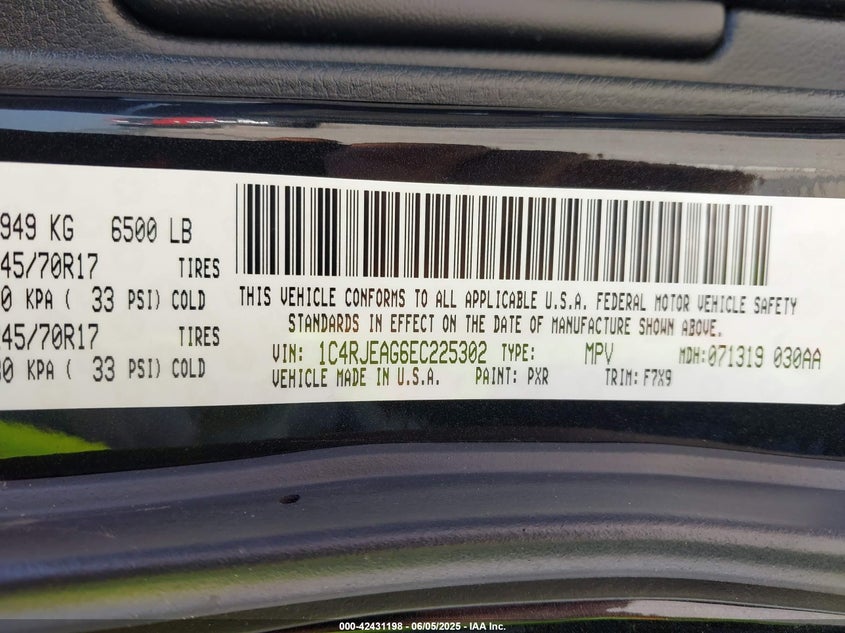 949 KG 6500 LB
45/70R17 TIRES
0 KPA ( 33 PSI) COLD
45/70R17 TIRES
30 KPA ( 33 PSI) COLD
THIS VEHICLE CONFORMS TO ALL APPLICABLE U.S.A. FEDERAL MOTOR VEHICLE SAFETY
STANDARDS IN EFFECT ON THE DATE OF MANUFACTURE SHOWN ABOVE.
VIN: 1C4RJEAG6EC225302 TYPE: MPV MDH: 071319 030AA
VEHICLE MADE IN U.S.A. PAINT: PXR TRIM: F7X9
000-42431198 - 06/05/2025 - IAA Inc.